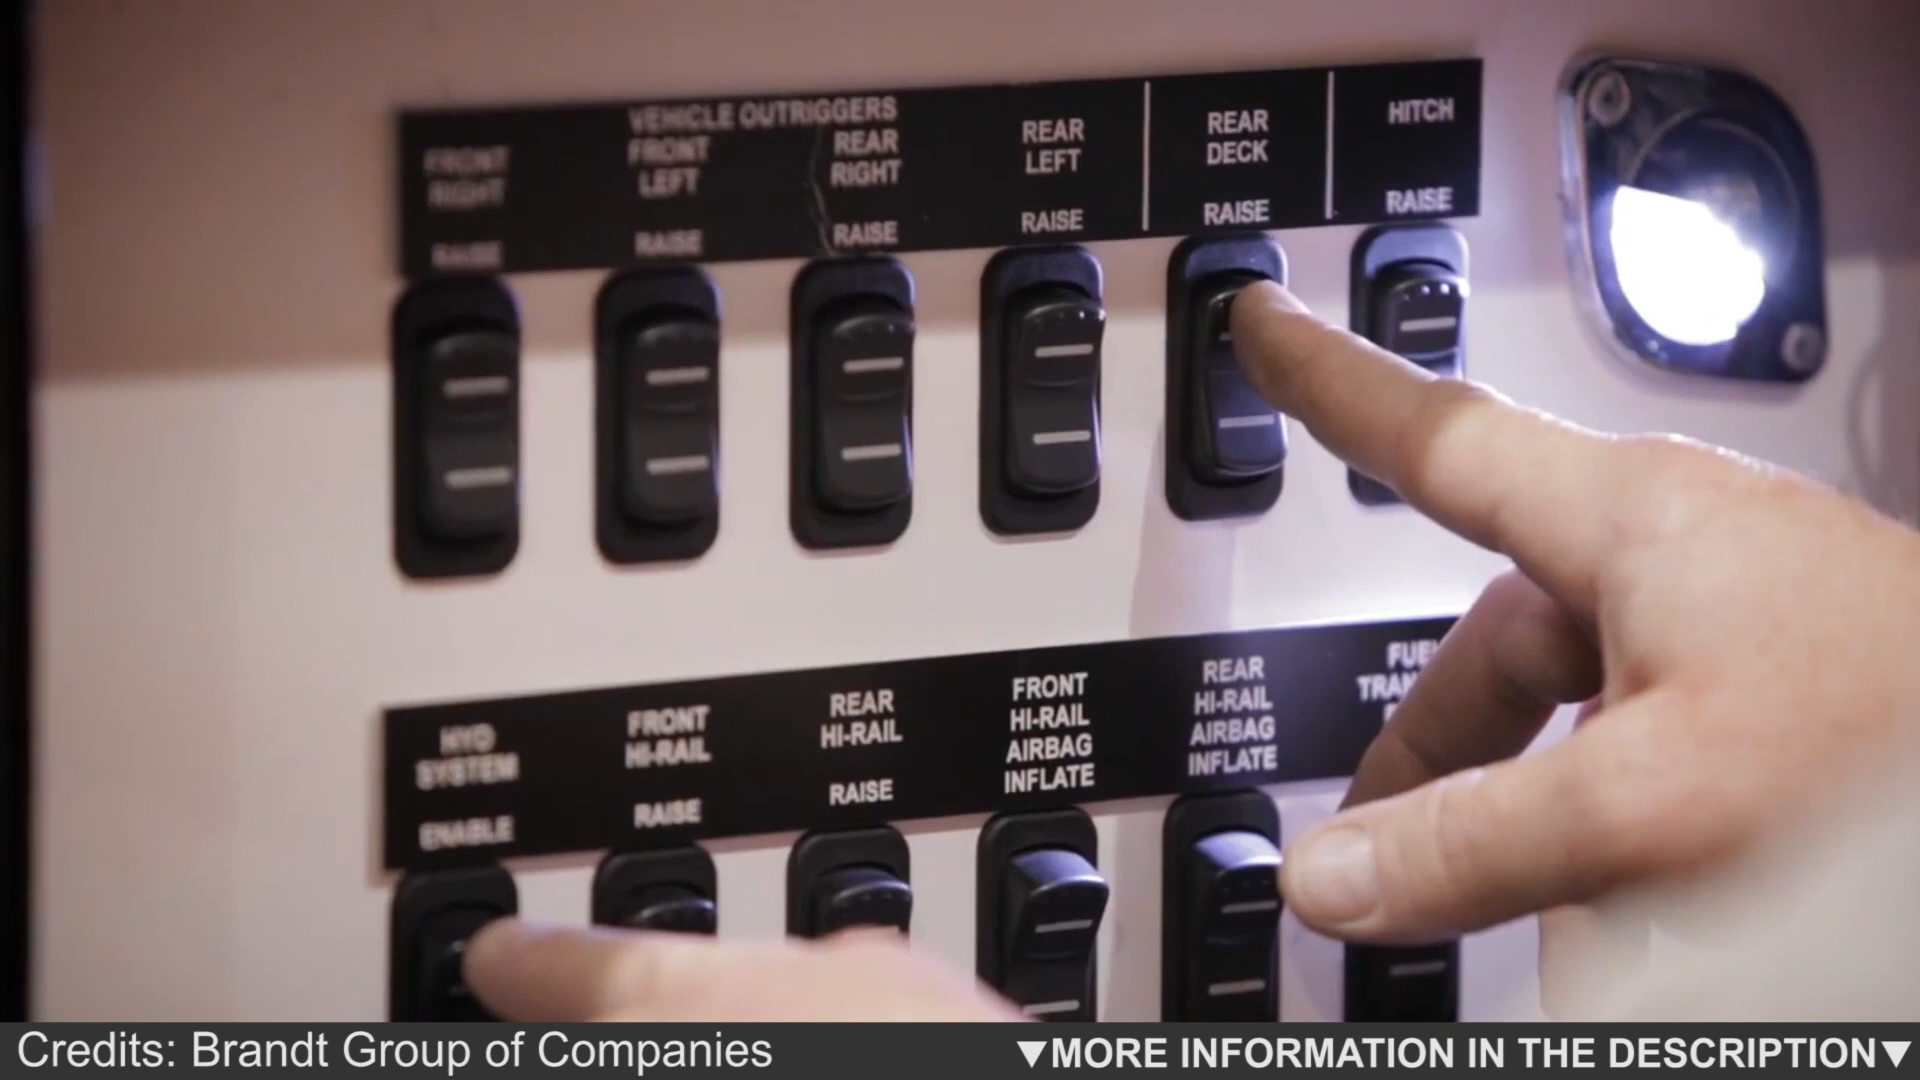 VEHICLE OUTRIGGERS
FRONT
RIGHT
RAISE
FRONT
LEFT
RAISE
REAR
RIGHT
RAISE
REAR
LEFT
RAISE
REAR
DECK
RAISE
HITCH
RAISE
HYD
SYSTEM
ENABLE
FRONT
HI-RAIL
RAISE
REAR
HI-RAIL
RAISE
FRONT
HI-RAIL
AIRBAG
INFLATE
REAR
HI-RAIL
AIRBAG
INFLATE
FUEL
Credits: Brandt Group of Companies
▼MORE INFORMATION IN THE DESCRIPTION▼